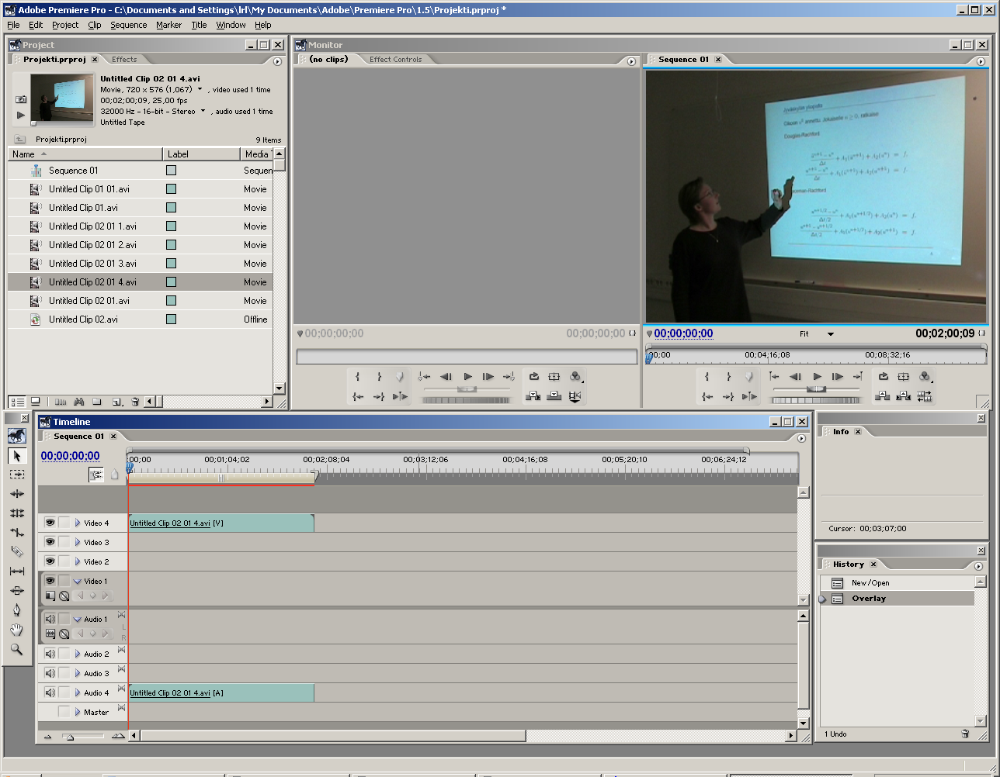 Adobe Premiere Pro - C:\Documents and Settings\lrl\My Documents\Adobe\Premiere Pro\1.5\Projekti.prproj *
File Edit Project Clip Sequence Marker Title Window Help
Project
Projekti.prproj Effects
Untitled Clip 02 01 4.avi
Movie, 720 x 576 (1,067) , video used 1 time
00;02;00;09, 25,00 fps
32000 Hz - 16-bit - Stereo , audio used 1 time
Untitled Tape
Projekti.prproj 9 Items
Name Label Media
Sequence 01 Sequen
Untitled Clip 01 01.avi Movie
Untitled Clip 01.avi Movie
Untitled Clip 02 01 1.avi Movie
Untitled Clip 02 01 2.avi Movie
Untitled Clip 02 01 3.avi Movie
Untitled Clip 02 01 4.avi Movie
Untitled Clip 02 01.avi Movie
Untitled Clip 02.avi Offline
Monitor
(no clips) Effect Controls
00;00;00;00 00;00;00;00
Sequence 01
Douglas-Rachford
00;00;00;00 Fit 00;02;00;09
00;00 00;04;16;08 00;08;32;16
Timeline
Sequence 01
00;00;00;00
;00;00 00;01;04;02 00;02;08;04 00;03;12;06 00;04;16;08 00;05;20;10 00;06;24;12
Video 4 Untitled Clip 02 01 4.avi [V]
Video 3
Video 2
Video 1
Audio 1
L
R
Audio 2
Audio 3
Audio 4 Untitled Clip 02 01 4.avi [A]
Master
Info
Cursor: 00;03;07;00
History
New/Open
Overlay
1 Undo